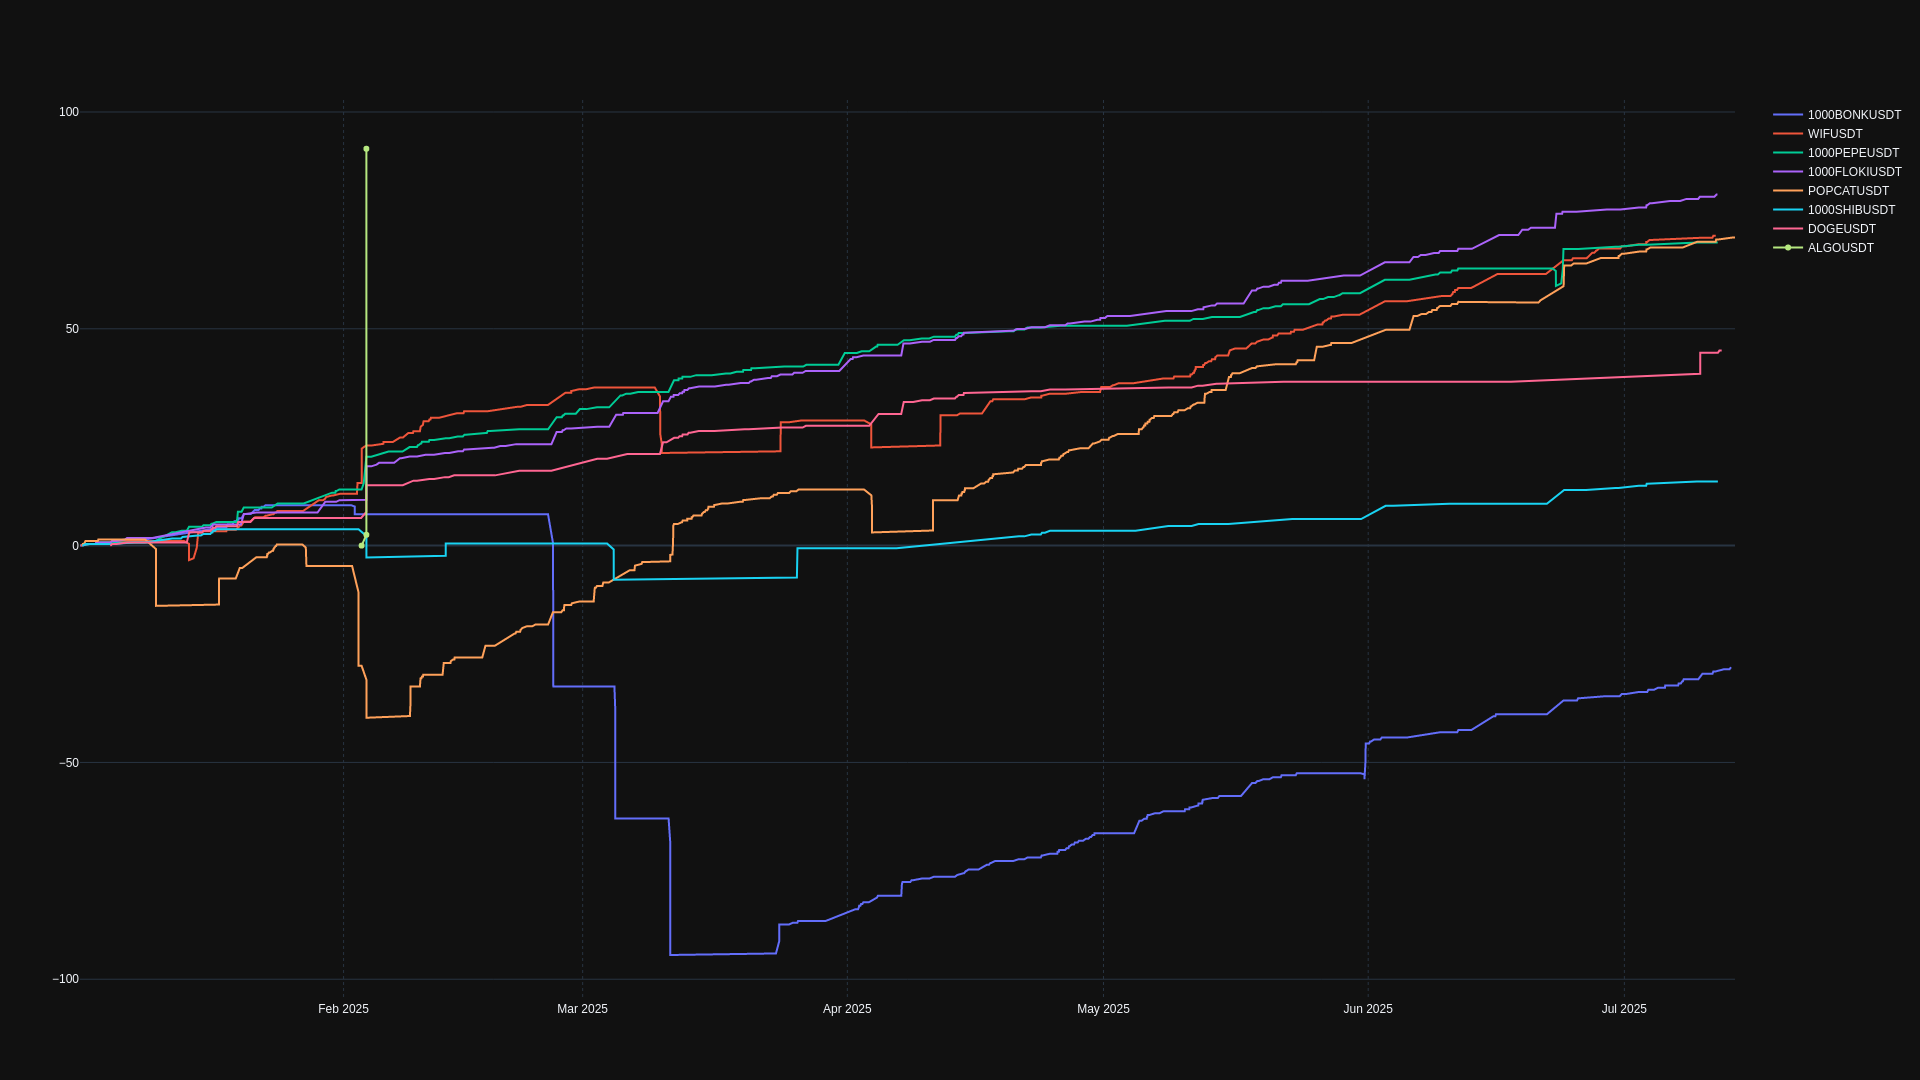 100
50
0
−50
−100
Feb 2025
Mar 2025
Apr 2025
May 2025
Jun 2025
Jul 2025
1000BONKUSDT
WIFUSDT
1000PEPEUSDT
1000FLOKIUSDT
POPCATUSDT
1000SHIBUSDT
DOGEUSDT
ALGOUSDT